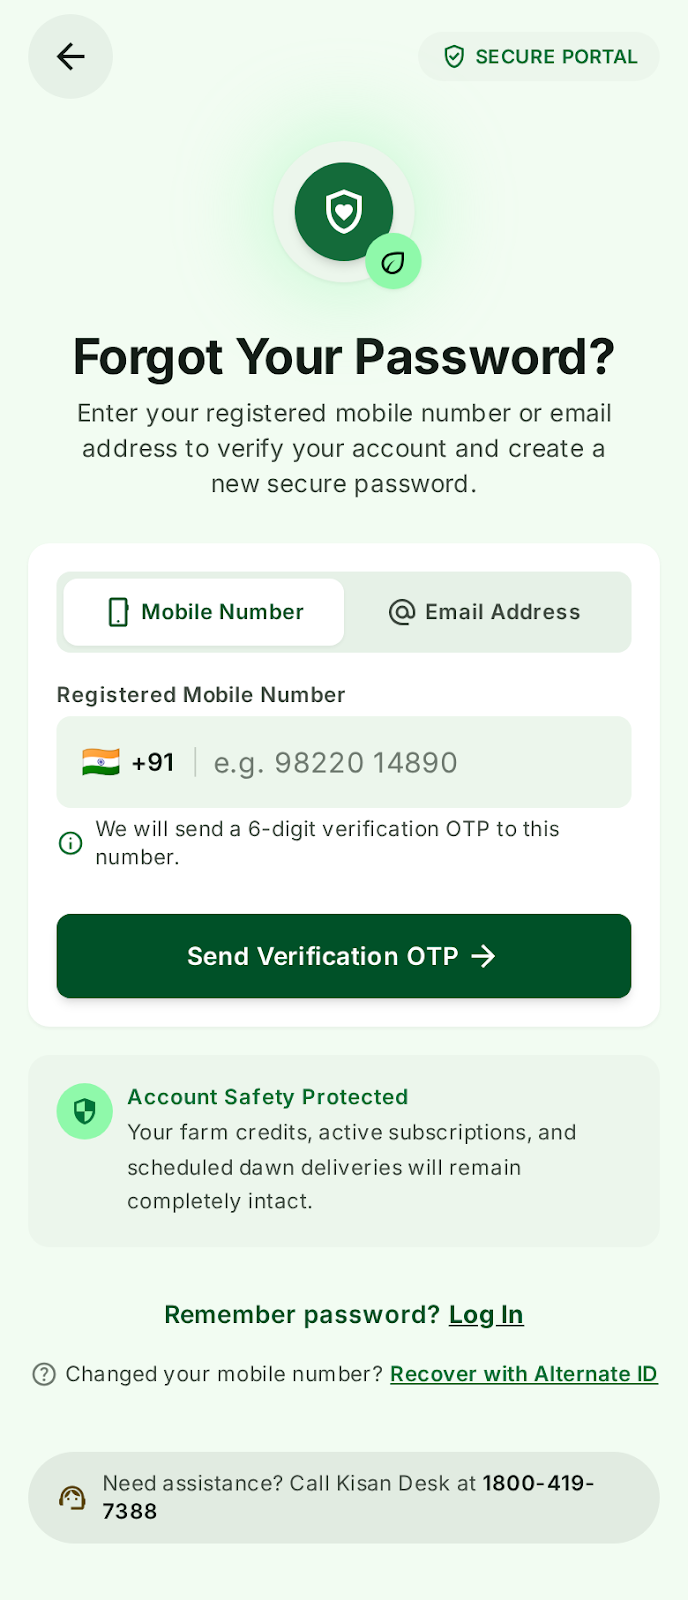 SECURE PORTAL
Forgot Your Password?
Enter your registered mobile number or email
address to verify your account and create a
new secure password.
Mobile Number
Email Address
Registered Mobile Number
+91
e.g. 98220 14890
We will send a 6-digit verification OTP to this
number.
Send Verification OTP →
Account Safety Protected
Your farm credits, active subscriptions, and
scheduled dawn deliveries will remain
completely intact.
Remember password? Log In
Changed your mobile number? Recover with Alternate ID
Need assistance? Call Kisan Desk at 1800-419-
7388